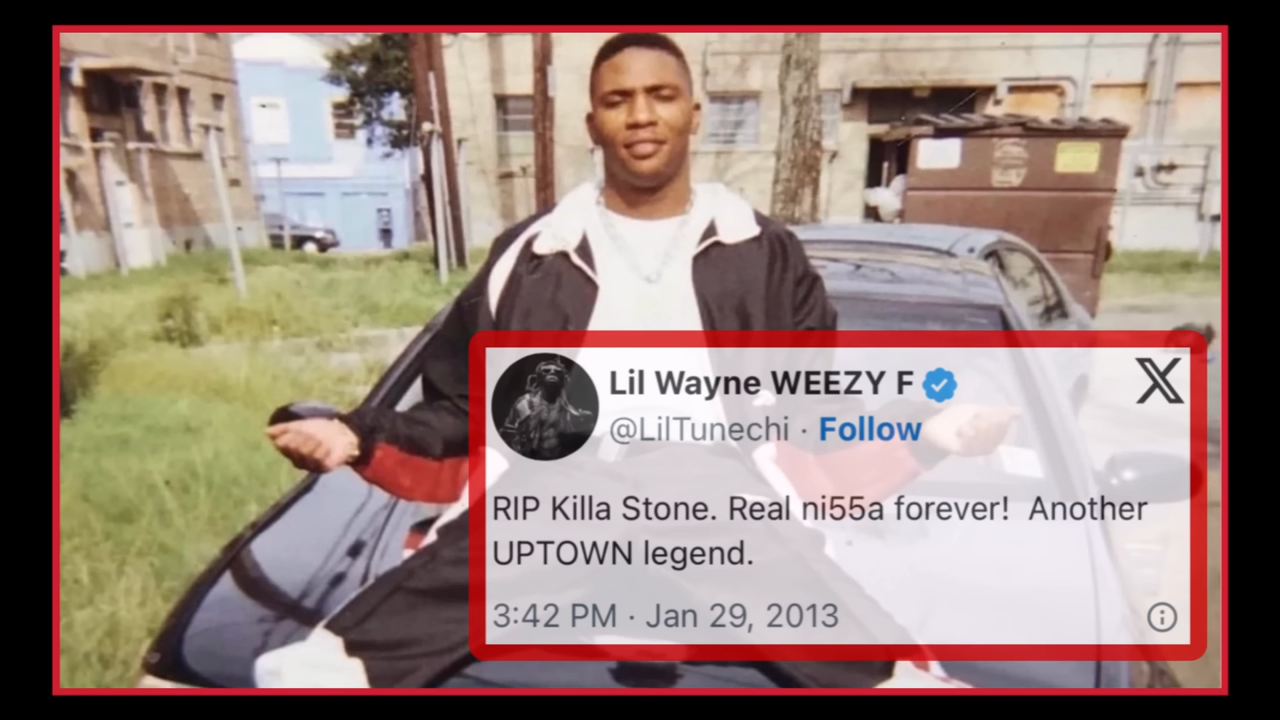 Lil Wayne WEEZY F
@LilTunechi · Follow
RIP Killa Stone. Real ni55a forever!  Another
UPTOWN legend.
3:42 PM · Jan 29, 2013